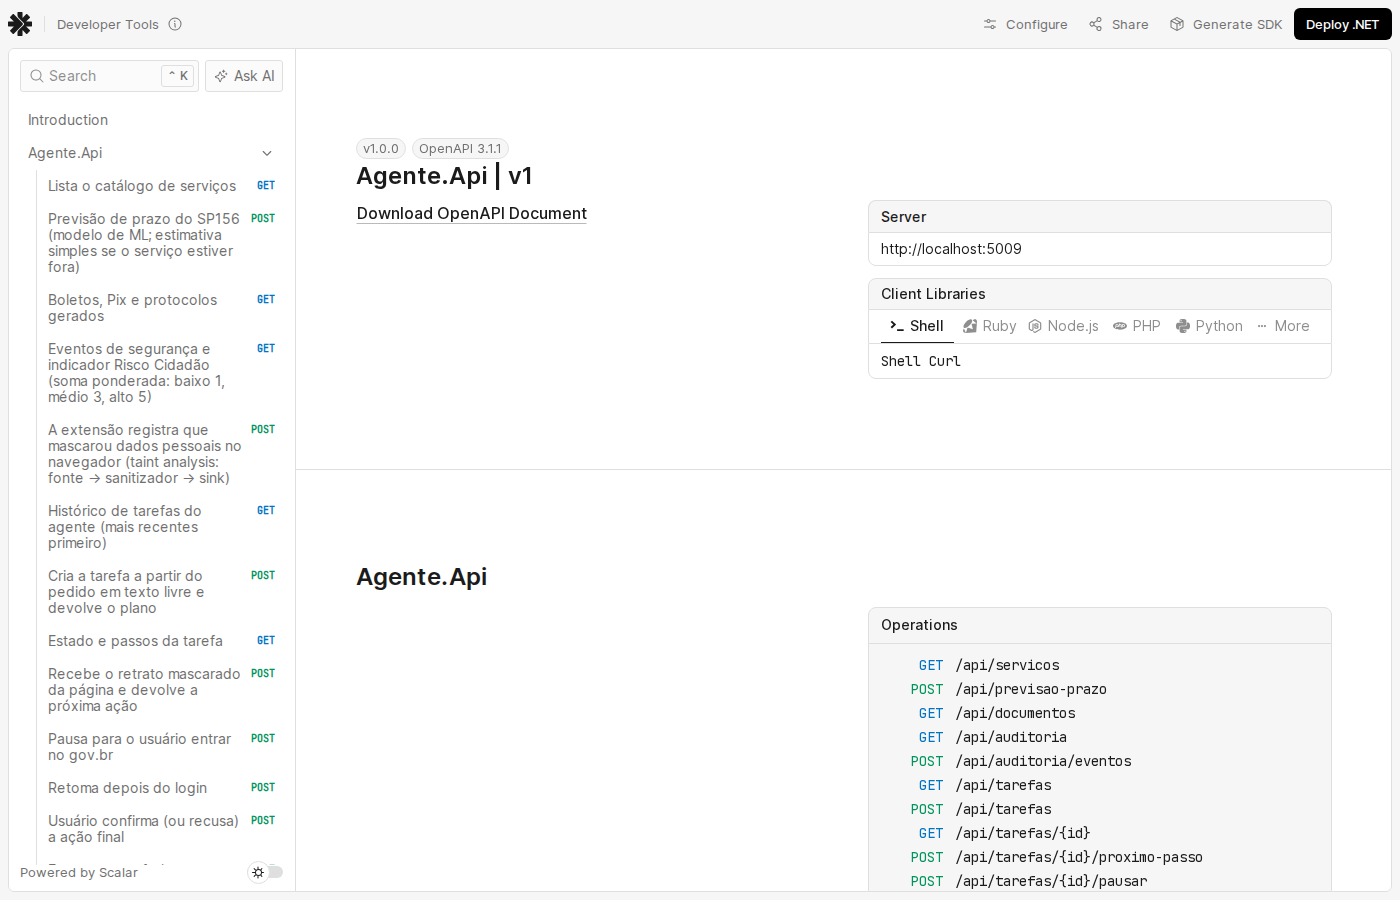 Developer Tools
Configure
Share
Generate SDK
Deploy .NET
Search
⌃ K
Ask AI
Introduction
Agente.Api
Lista o catálogo de serviços GET
Previsão de prazo do SP156 POST
(modelo de ML; estimativa
simples se o serviço estiver
fora)
Boletos, Pix e protocolos GET
gerados
Eventos de segurança e GET
indicador Risco Cidadão
(soma ponderada: baixo 1,
médio 3, alto 5)
A extensão registra que POST
mascarou dados pessoais no
navegador (taint analysis:
fonte → sanitizador → sink)
Histórico de tarefas do GET
agente (mais recentes
primeiro)
Cria a tarefa a partir do POST
pedido em texto livre e
devolve o plano
Estado e passos da tarefa GET
Recebe o retrato mascarado POST
da página e devolve a
próxima ação
Pausa para o usuário entrar POST
no gov.br
Retoma depois do login POST
Usuário confirma (ou recusa) POST
a ação final
Powered by Scalar
v1.0.0
OpenAPI 3.1.1
Agente.Api | v1
Download OpenAPI Document
Server
http://localhost:5009
Client Libraries
Shell
Ruby
Node.js
PHP
Python
More
Shell Curl
Agente.Api
Operations
GET /api/servicos
POST /api/previsao-prazo
GET /api/documentos
GET /api/auditoria
POST /api/auditoria/eventos
GET /api/tarefas
POST /api/tarefas
GET /api/tarefas/{id}
POST /api/tarefas/{id}/proximo-passo
POST /api/tarefas/{id}/pausar